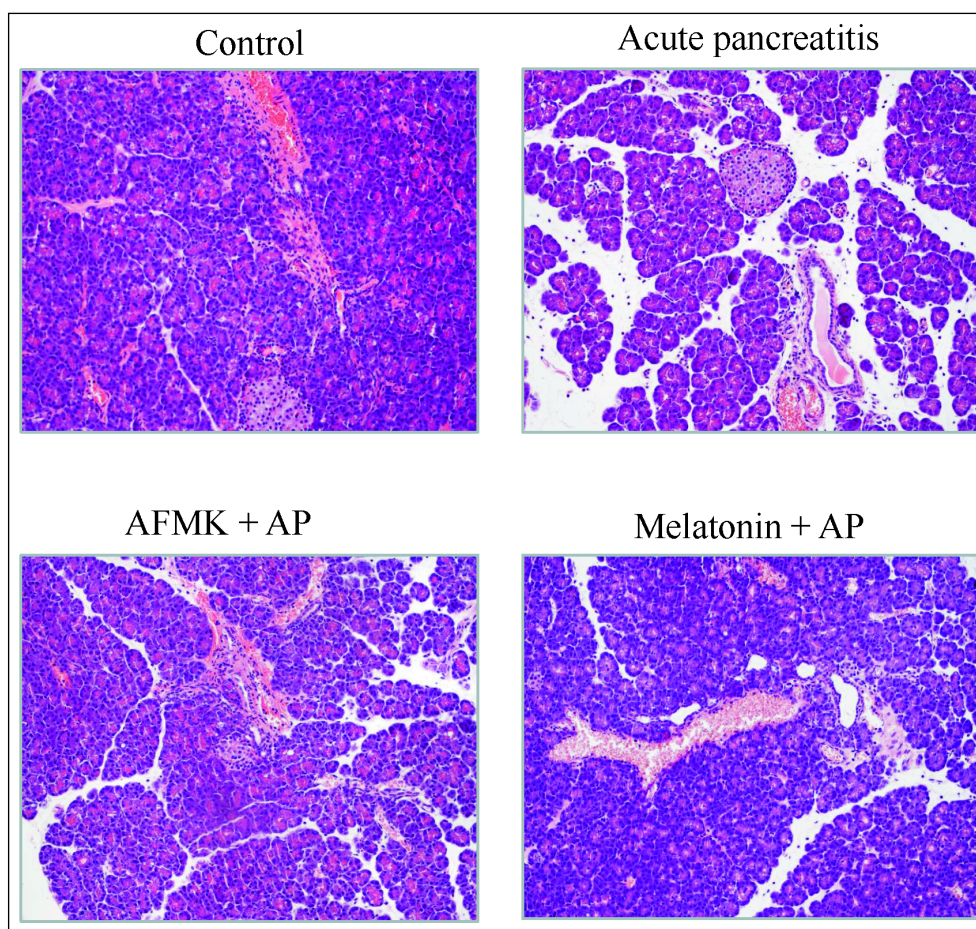 Control
Acute pancreatitis
AFMK + AP
Melatonin + AP